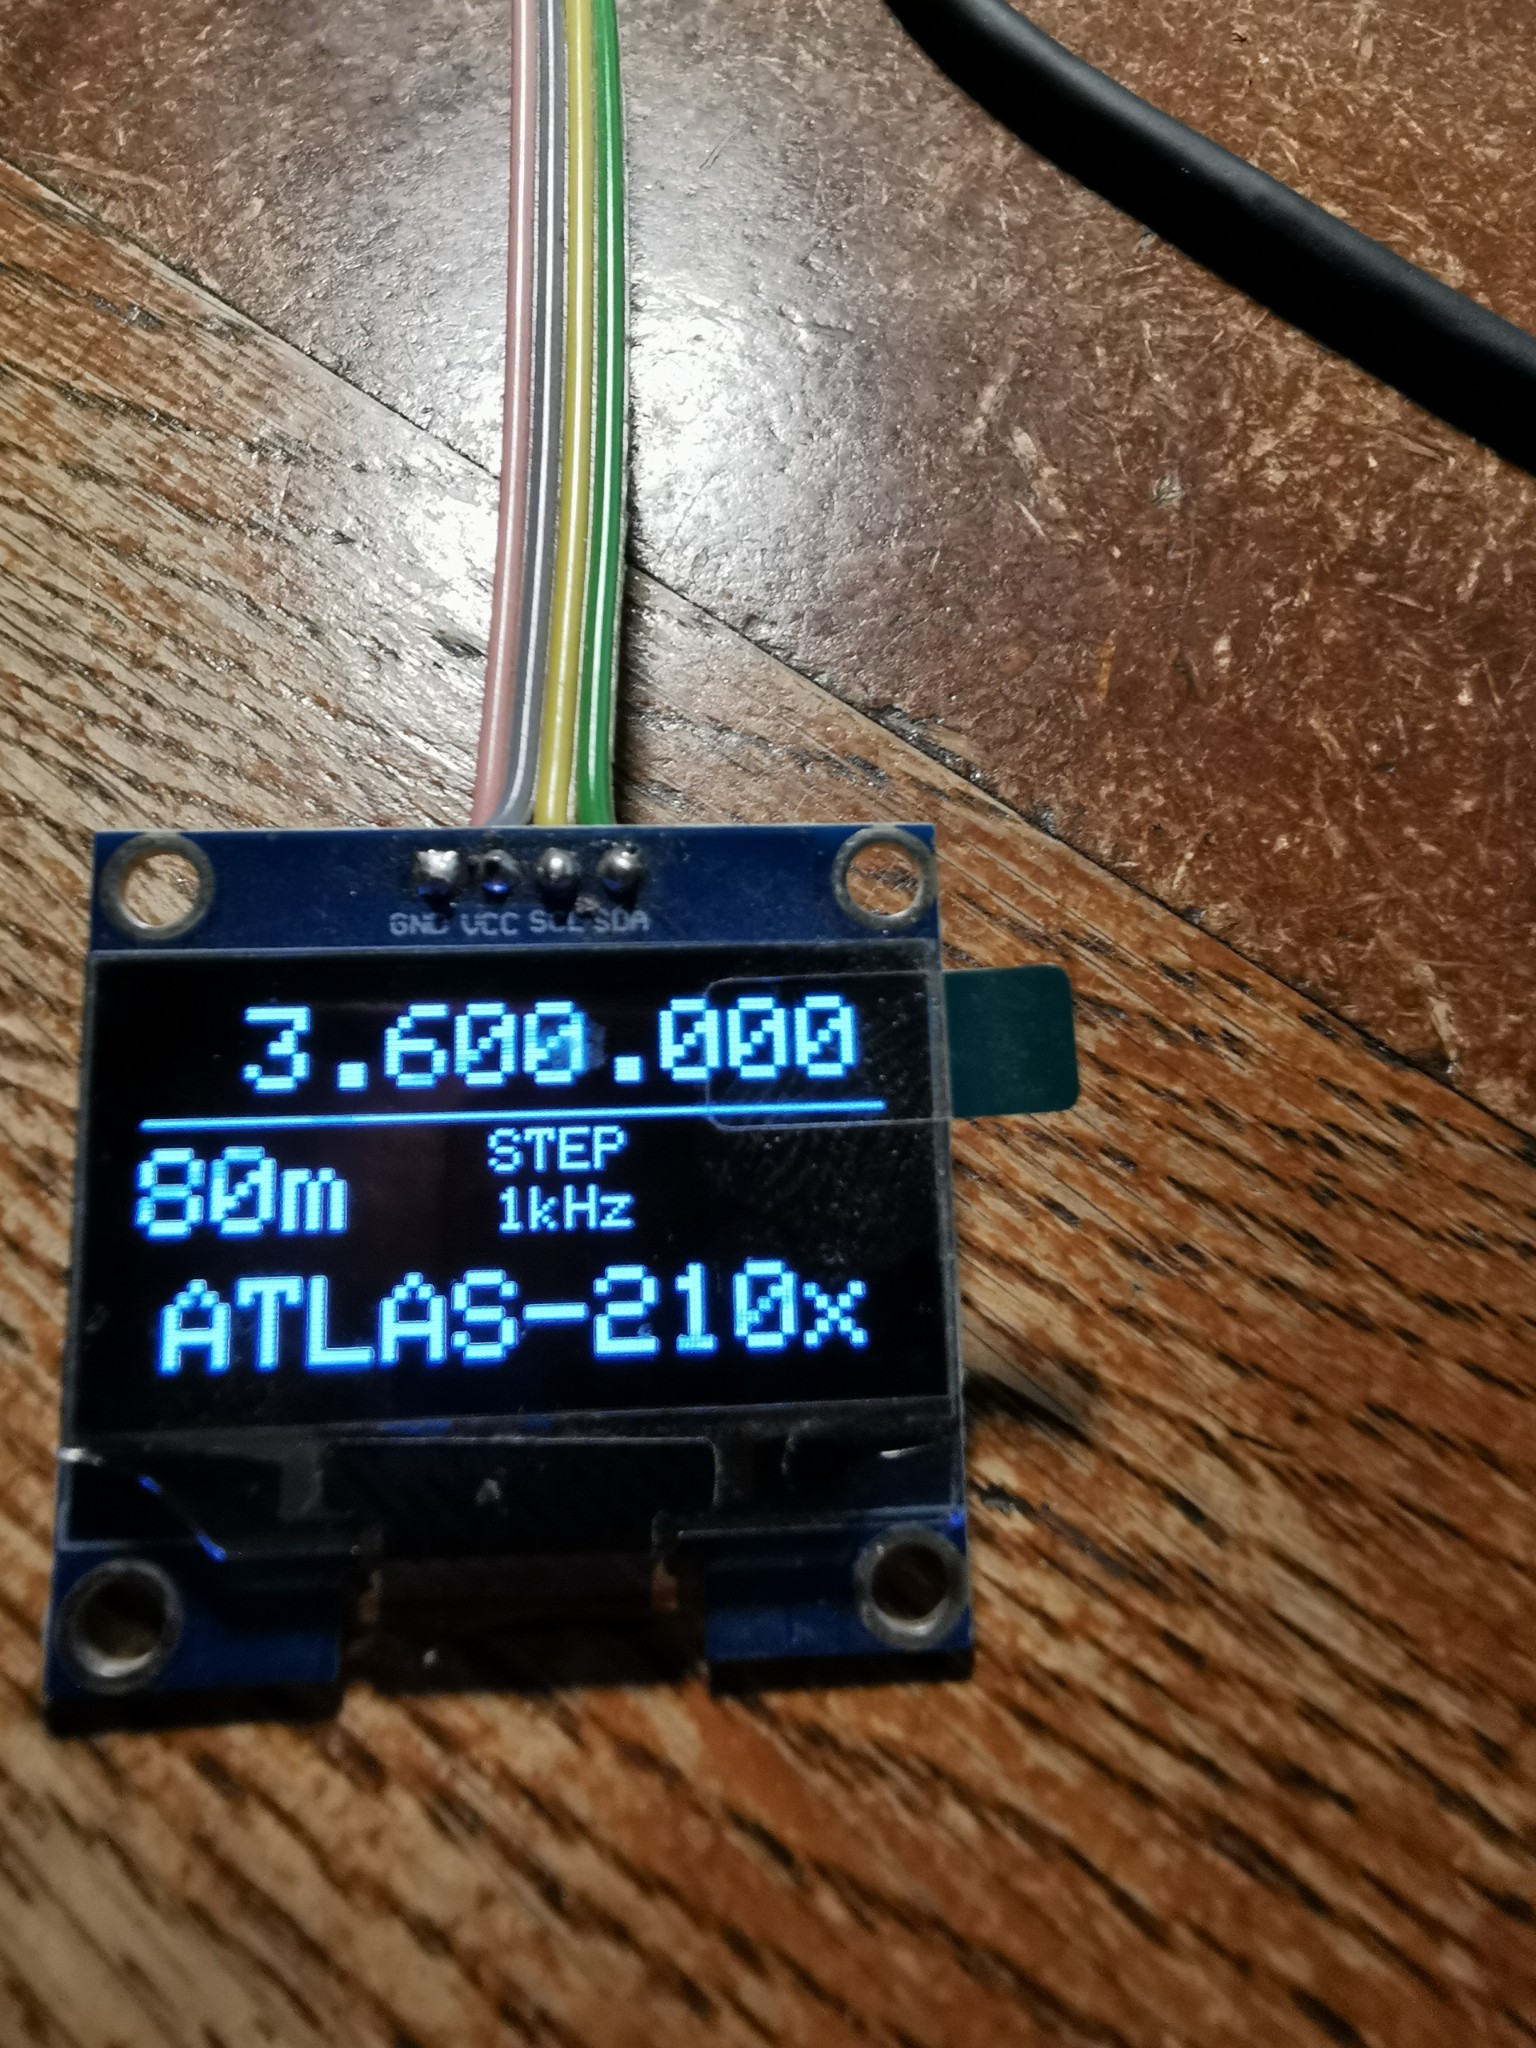 GND VCC SCL SDA
3.600.000
80m
STEP
1kHz
ATLAS-210x